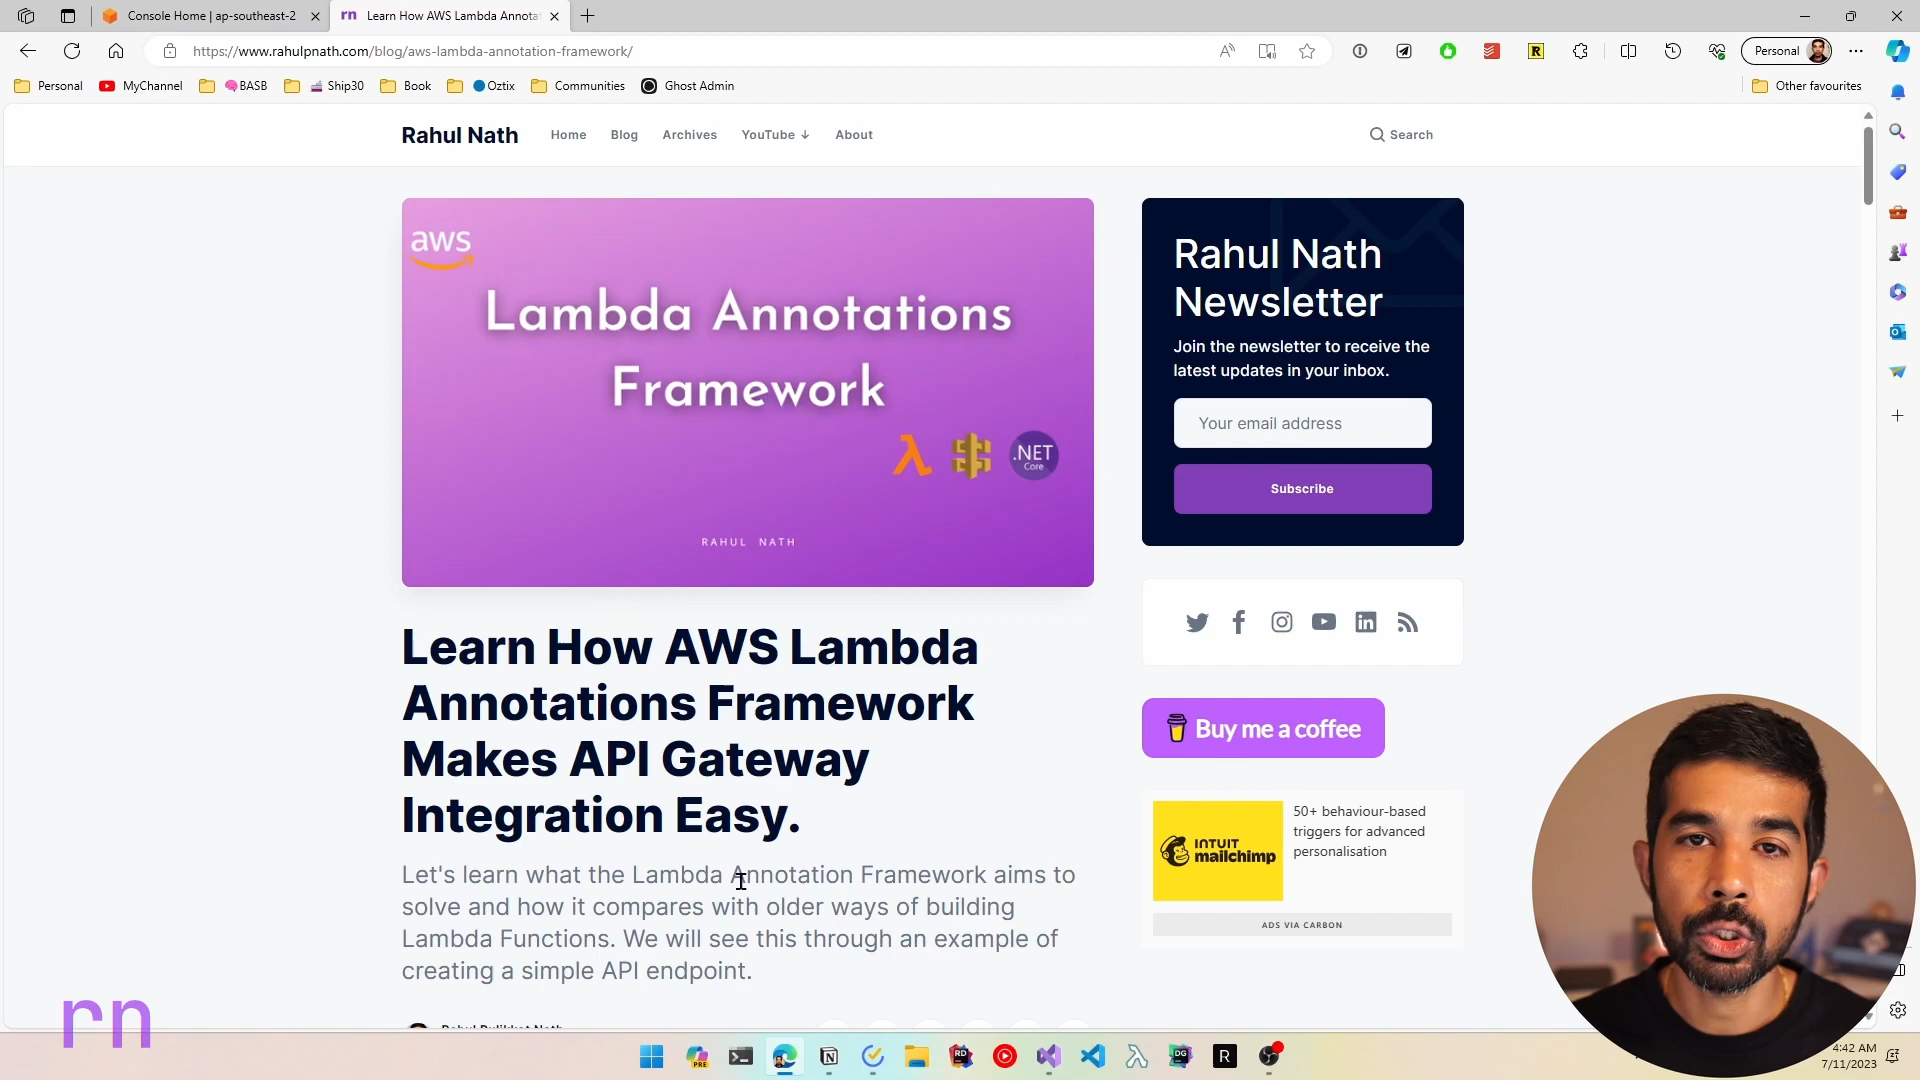 Console Home | ap-southeast-2
rn Learn How AWS Lambda Annota
https://www.rahulpnath.com/blog/aws-lambda-annotation-framework/
Personal
Personal
MyChannel
BASB
Ship30
Book
Oztix
Communities
Ghost Admin
Other favourites
Rahul Nath
Home
Blog
Archives
YouTube ↓
About
Search
aws
Lambda Annotations
Framework
.NET
Core
RAHUL NATH
Rahul Nath
Newsletter
Join the newsletter to receive the
latest updates in your inbox.
Your email address
Subscribe
Learn How AWS Lambda
Annotations Framework
Makes API Gateway
Integration Easy.
Let's learn what the Lambda Annotation Framework aims to
solve and how it compares with older ways of building
Lambda Functions. We will see this through an example of
creating a simple API endpoint.
Buy me a coffee
INTUIT
mailchimp
50+ behaviour-based
triggers for advanced
personalisation
ADS VIA CARBON
rn
4:42 AM
7/11/2023